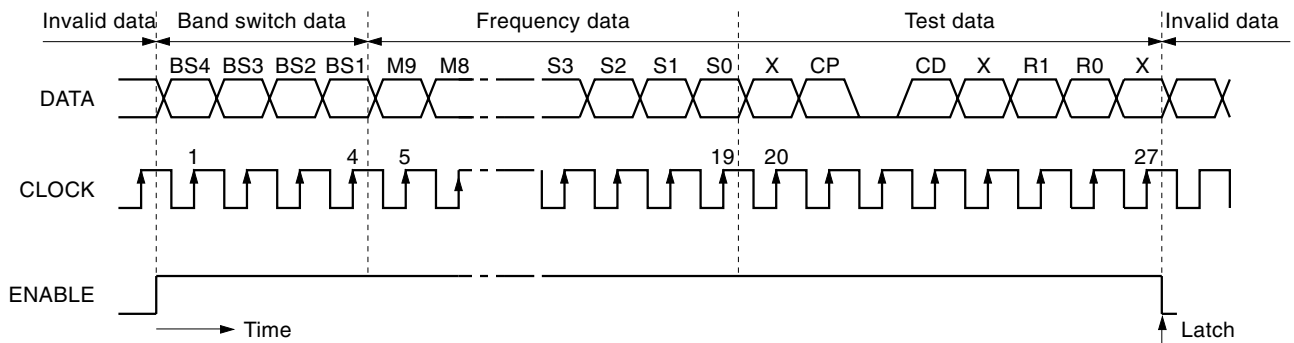 Invalid data Band switch data Frequency data Test data Invalid data
BS4 BS3 BS2 BS1 M9 M8 S3 S2 S1 S0 X CP CD X R1 R0 X
DATA
1 4 5 19 20 27
CLOCK
ENABLE
Time Latch